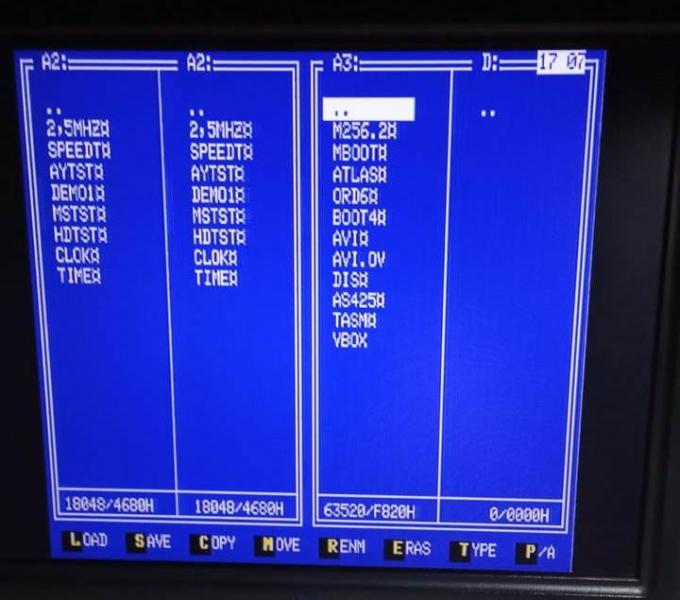 A2: A2: A3: D: 17 07
.. .. .. ..
2,5MHZ¤ 2,5MHZ¤ M256.2¤
SPEEDT¤ SPEEDT¤ MBOOT¤
AYTST¤ AYTST¤ ATLAS¤
DEMO1¤ DEMO1¤ ORD6¤
MSTST¤ MSTST¤ BOOT4¤
HDTST¤ HDTST¤ AVI¤
CLOK¤ CLOK¤ AVI.OV
TIME¤ TIME¤ DIS¤
AS425¤
TASM¤
VBOX
18048/4680H 18048/4680H 63520/F820H 0/0000H
LOAD SAVE COPY MOVE RENM ERAS TYPE P/A